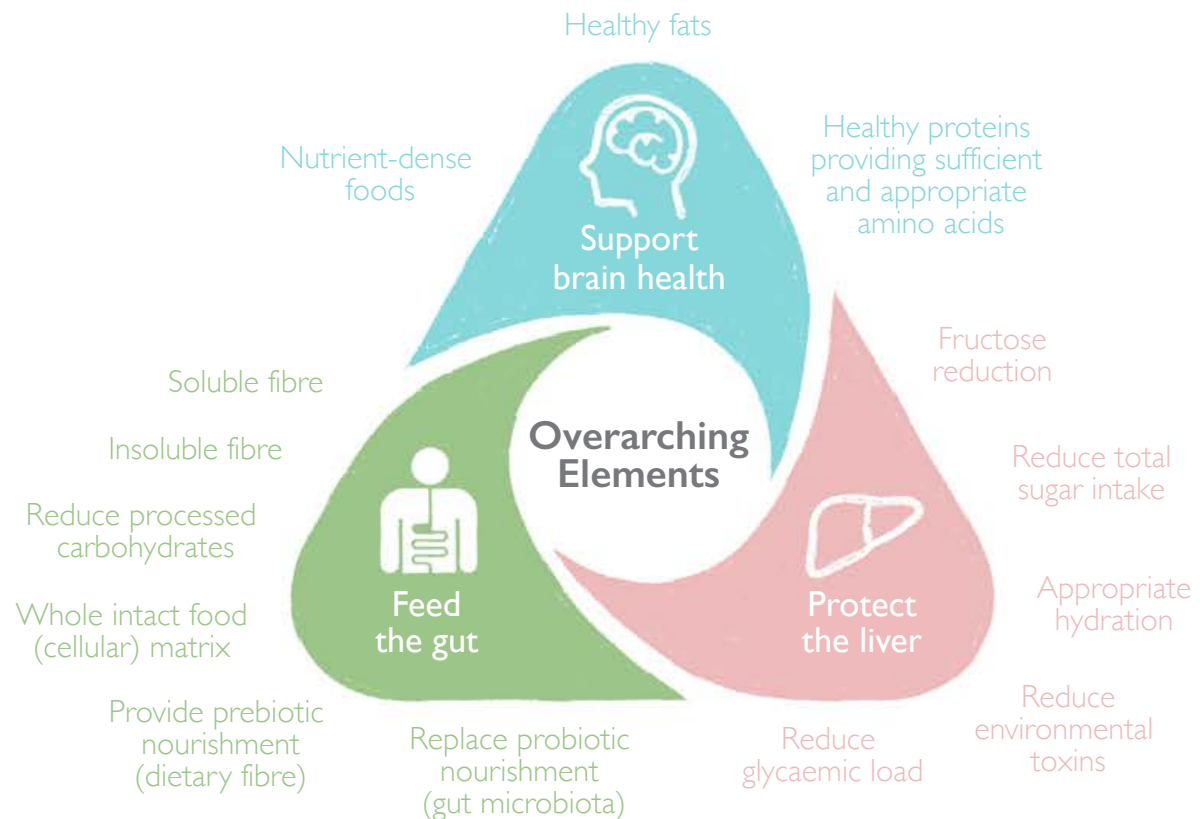 Healthy fats
Nutrient-dense
foods
Healthy proteins
providing sufficient
and appropriate
amino acids
Support
brain health
Fructose
reduction
Reduce total
sugar intake
Appropriate
hydration
Reduce
environmental
toxins
Reduce
glycaemic load
Protect
the liver
Overarching
Elements
Soluble fibre
Insoluble fibre
Reduce processed
carbohydrates
Whole intact food
(cellular) matrix
Provide prebiotic
nourishment
(dietary fibre)
Replace probiotic
nourishment
(gut microbiota)
Feed
the gut